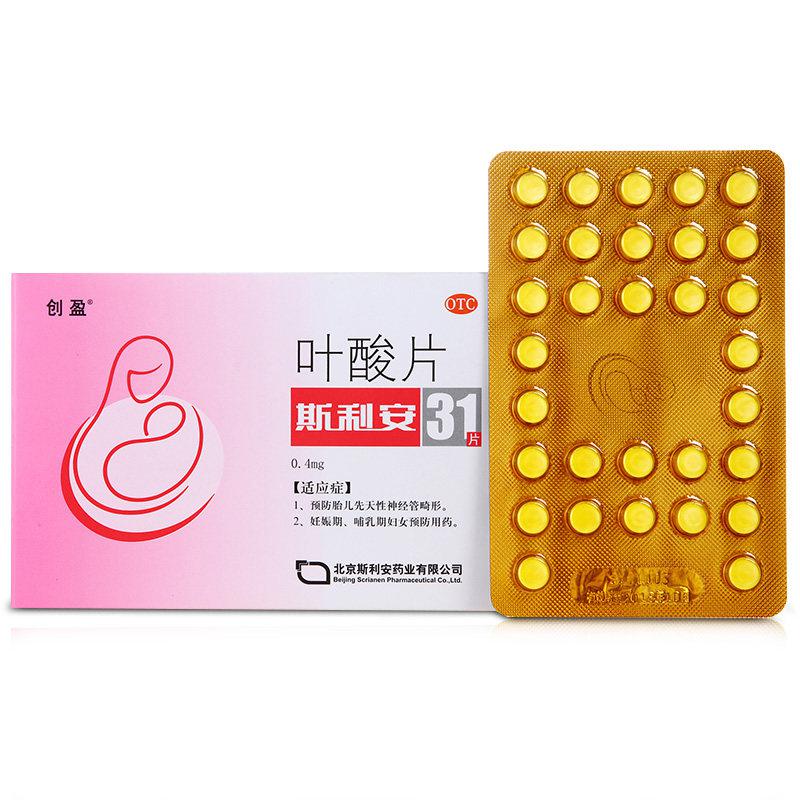 创盈®
OTC
叶酸片
斯利安 31片
0.4mg
【适应症】
1、预防胎儿先天性神经管畸形。
2、妊娠期、哺乳期妇女预防用药。
北京斯利安药业有限公司
Beijing Scrianen Pharmaceutical Co.,Ltd.